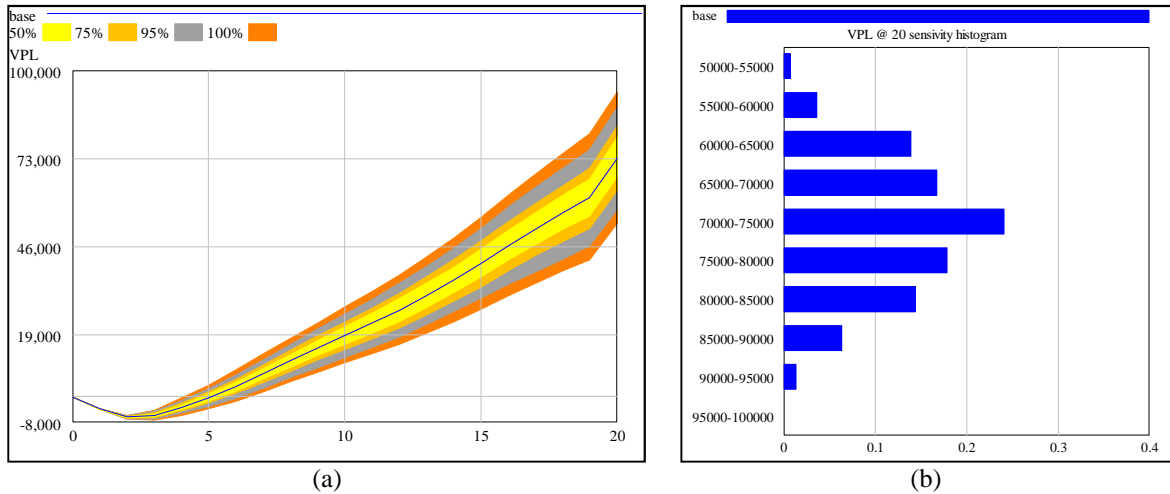 base
50% 75% 95% 100%
VPL
100,000
73,000
46,000
19,000
-8,000
0 5 10 15 20
(a)
base
VPL @ 20 sensivity histogram
50000-55000
55000-60000
60000-65000
65000-70000
70000-75000
75000-80000
80000-85000
85000-90000
90000-95000
95000-100000
0 0.1 0.2 0.3 0.4
(b)